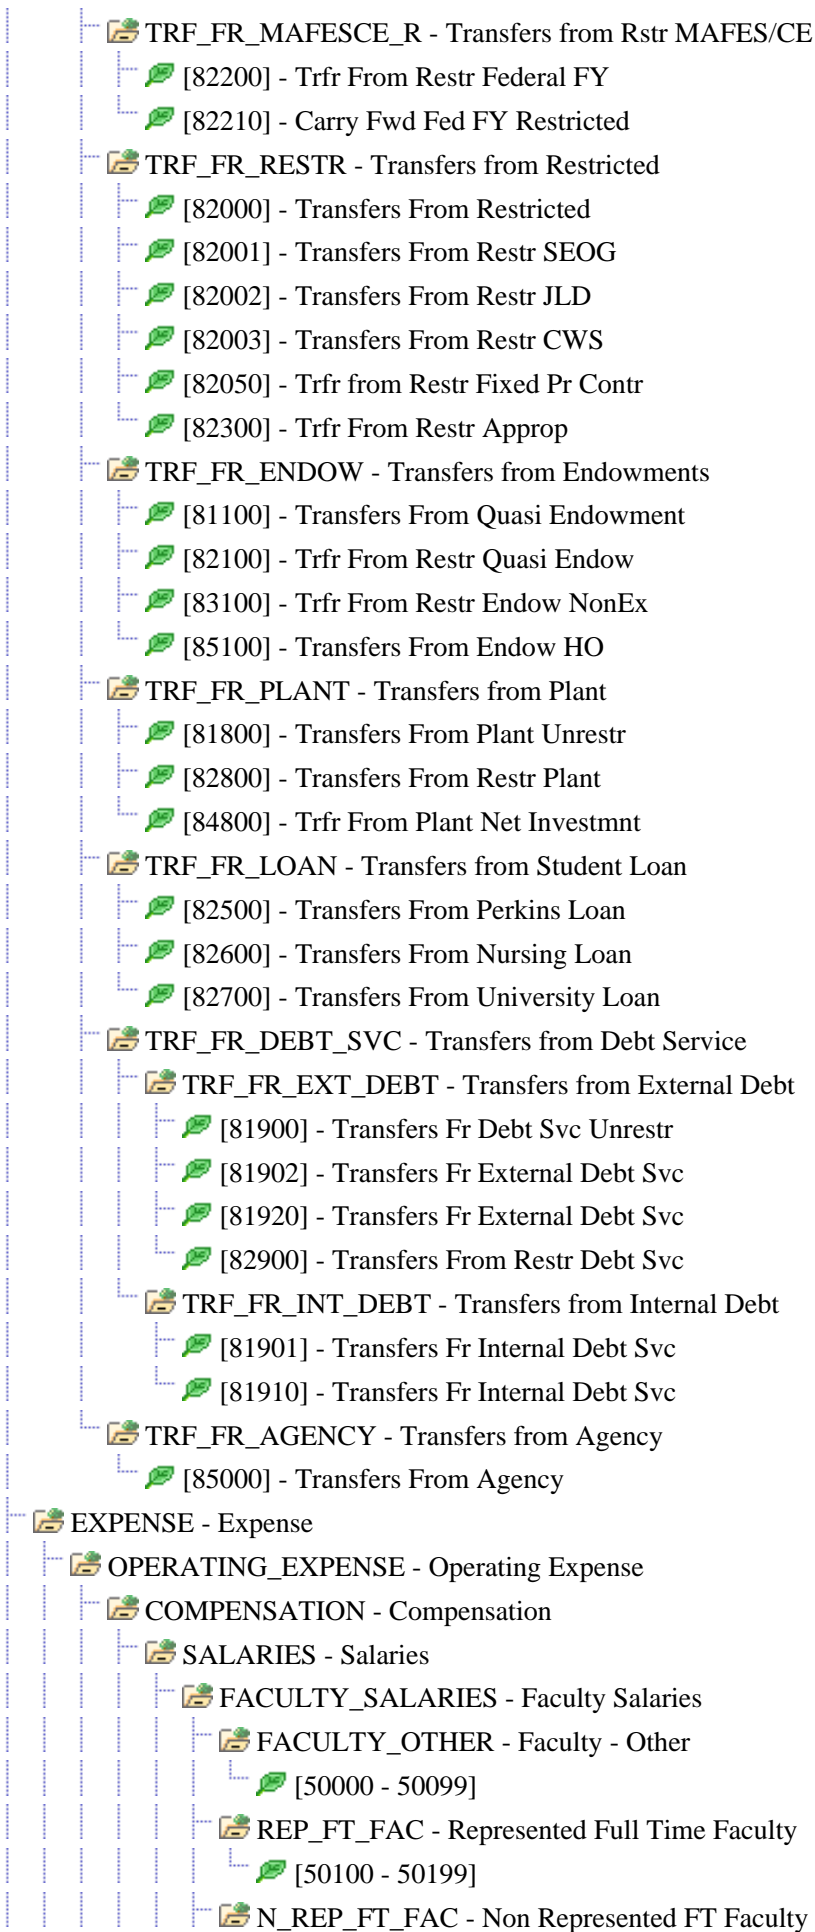 TRF_FR_MAFESCE_R - Transfers from Rstr MAFES/CE
[82200] - Trfr From Restr Federal FY
[82210] - Carry Fwd Fed FY Restricted
TRF_FR_RESTR - Transfers from Restricted
[82000] - Transfers From Restricted
[82001] - Transfers From Restr SEOG
[82002] - Transfers From Restr JLD
[82003] - Transfers From Restr CWS
[82050] - Trfr from Restr Fixed Pr Contr
[82300] - Trfr From Restr Approp
TRF_FR_ENDOW - Transfers from Endowments
[81100] - Transfers From Quasi Endowment
[82100] - Trfr From Restr Quasi Endow
[83100] - Trfr From Restr Endow NonEx
[85100] - Transfers From Endow HO
TRF_FR_PLANT - Transfers from Plant
[81800] - Transfers From Plant Unrestr
[82800] - Transfers From Restr Plant
[84800] - Trfr From Plant Net Investmnt
TRF_FR_LOAN - Transfers from Student Loan
[82500] - Transfers From Perkins Loan
[82600] - Transfers From Nursing Loan
[82700] - Transfers From University Loan
TRF_FR_DEBT_SVC - Transfers from Debt Service
TRF_FR_EXT_DEBT - Transfers from External Debt
[81900] - Transfers Fr Debt Svc Unrestr
[81902] - Transfers Fr External Debt Svc
[81920] - Transfers Fr External Debt Svc
[82900] - Transfers From Restr Debt Svc
TRF_FR_INT_DEBT - Transfers from Internal Debt
[81901] - Transfers Fr Internal Debt Svc
[81910] - Transfers Fr Internal Debt Svc
TRF_FR_AGENCY - Transfers from Agency
[85000] - Transfers From Agency
EXPENSE - Expense
OPERATING_EXPENSE - Operating Expense
COMPENSATION - Compensation
SALARIES - Salaries
FACULTY_SALARIES - Faculty Salaries
FACULTY_OTHER - Faculty - Other
[50000 - 50099]
REP_FT_FAC - Represented Full Time Faculty
[50100 - 50199]
N_REP_FT_FAC - Non Represented FT Faculty